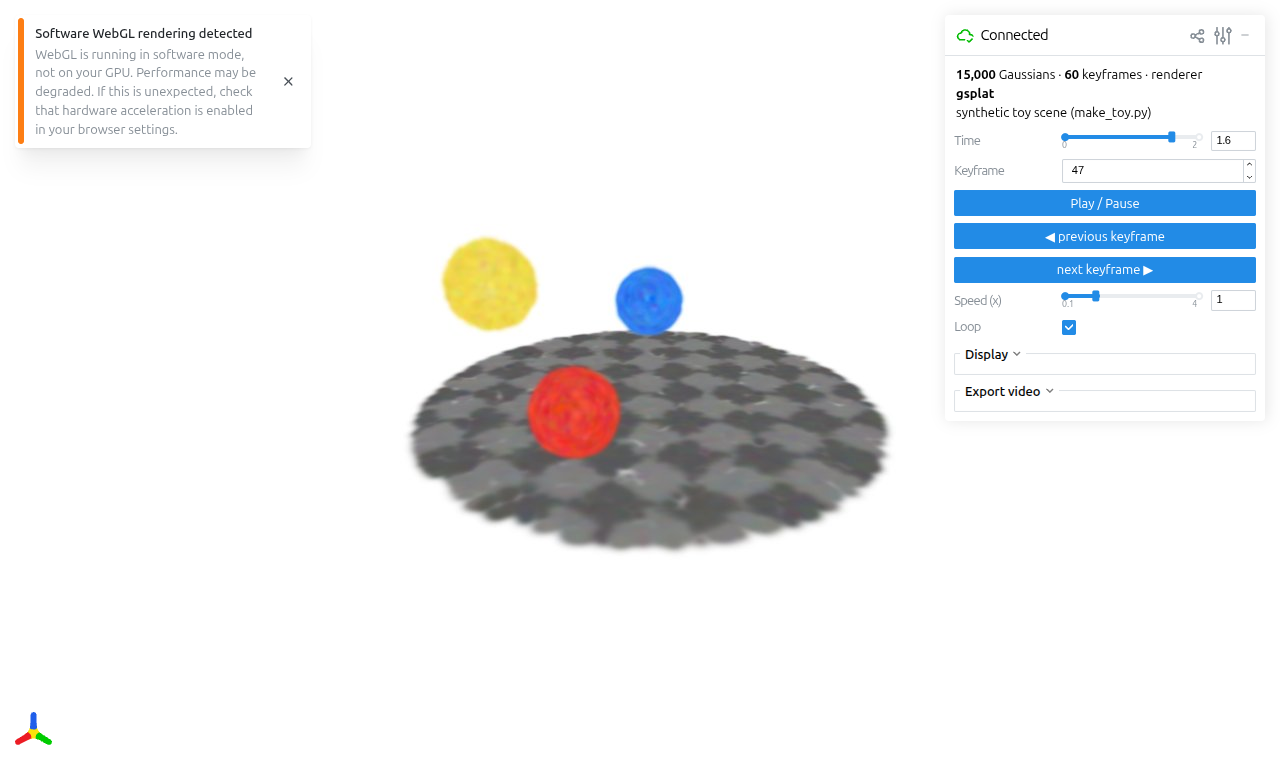 Software WebGL rendering detected
WebGL is running in software mode,
not on your GPU. Performance may be
degraded. If this is unexpected, check
that hardware acceleration is enabled
in your browser settings.
Connected
15,000 Gaussians · 60 keyframes · renderer
gsplat
synthetic toy scene (make_toy.py)
Time
0
2
1.6
Keyframe
47
Play / Pause
◀ previous keyframe
next keyframe ▶
Speed (x)
0.1
4
1
Loop
Display
Export video